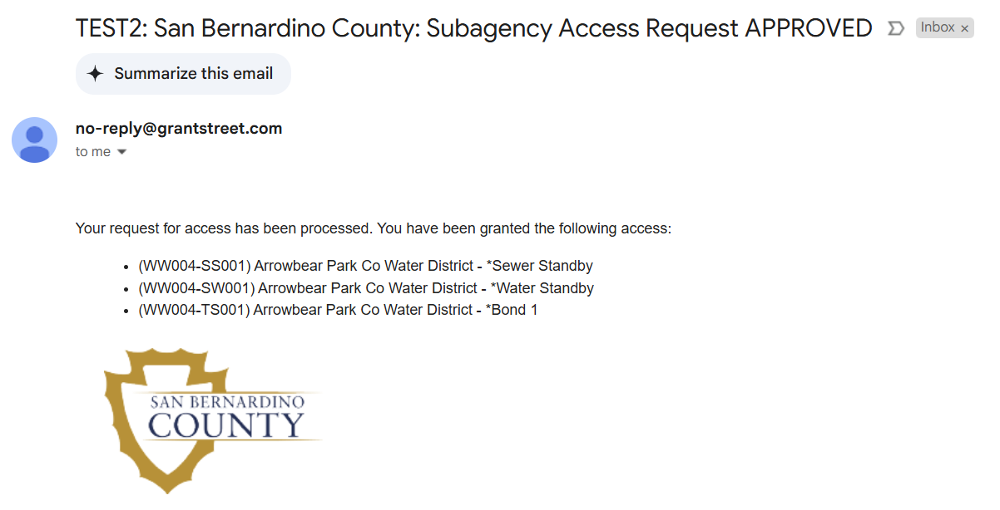 TEST2: San Bernardino County: Subagency Access Request APPROVED
Inbox ×
Summarize this email
no-reply@grantstreet.com
to me
Your request for access has been processed. You have been granted the following access:
• (WW004-SS001) Arrowbear Park Co Water District - *Sewer Standby
• (WW004-SW001) Arrowbear Park Co Water District - *Water Standby
• (WW004-TS001) Arrowbear Park Co Water District - *Bond 1
SAN BERNARDINO
COUNTY